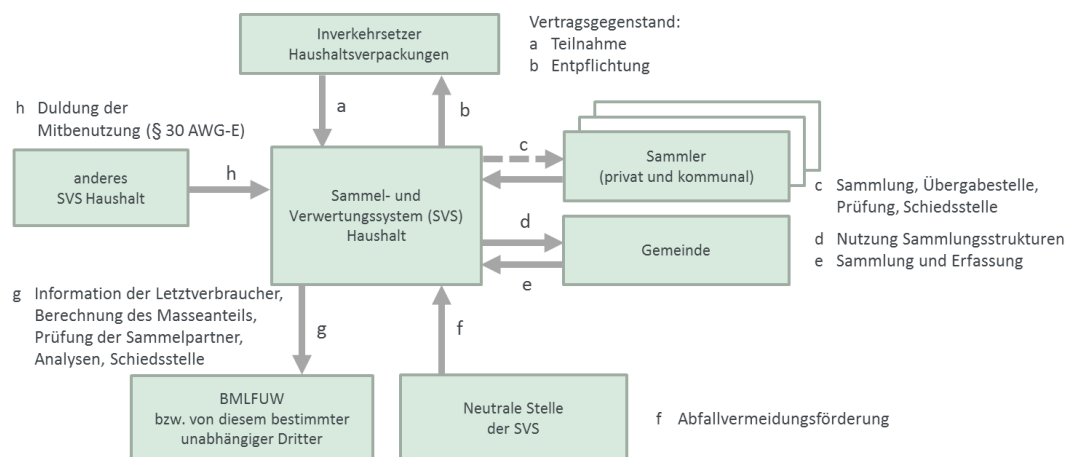 Inverkehrsetzer
Haushaltsverpackungen
Vertragsgegenstand:
a Teilnahme
b Entpflichtung
a
b
h Duldung der
Mitbenutzung (§ 30 AWG-E)
anderes
SVS Haushalt
h
Sammel- und
Verwertungssystem (SVS)
Haushalt
c
Sammler
(privat und kommunal)
c Sammlung, Übergabestelle,
Prüfung, Schiedsstelle
d
Gemeinde
d Nutzung Sammlungsstrukturen
e Sammlung und Erfassung
e
g Information der Letztverbraucher,
Berechnung des Masseanteils,
Prüfung der Sammelpartner,
Analysen, Schiedsstelle
g
f
BMLFUW
bzw. von diesem bestimmter
unabhängiger Dritter
Neutrale Stelle
der SVS
f Abfallvermeidungsförderung